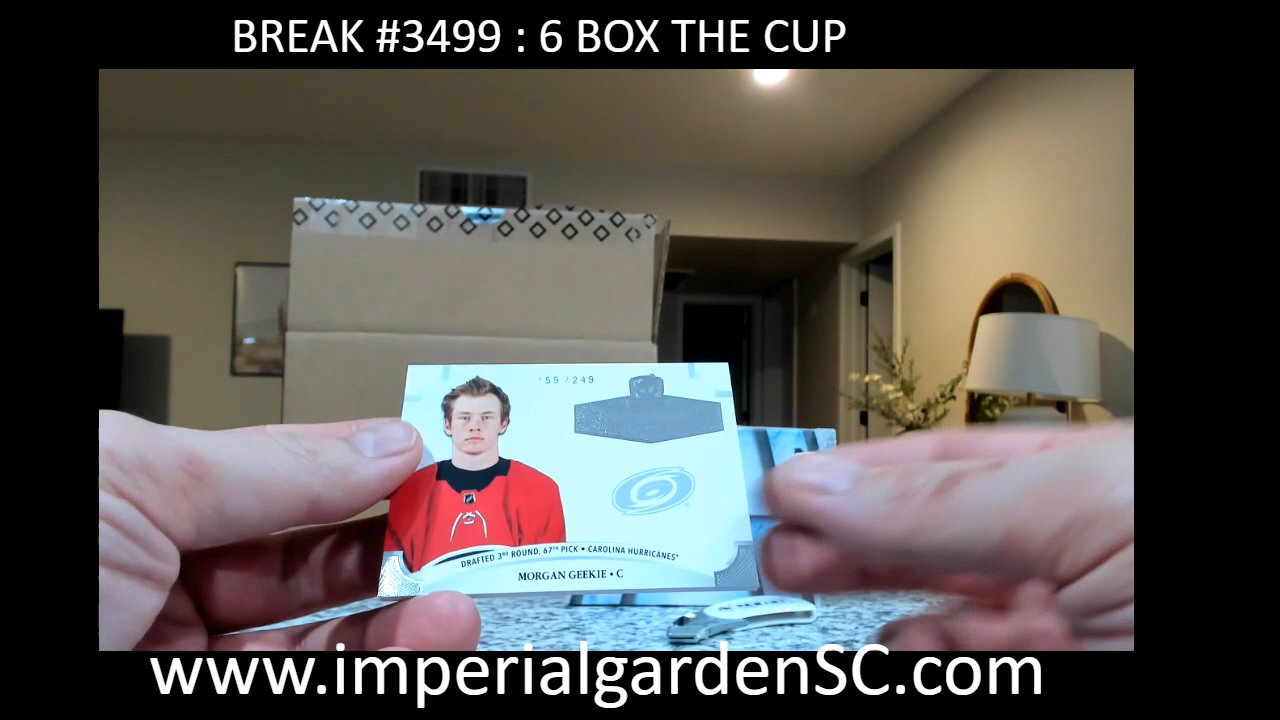 BREAK #3499 : 6 BOX THE CUP
159 / 249
DRAFTED 3RD ROUND, 67TH PICK • CAROLINA HURRICANES
MORGAN GEEKIE • C
www.imperialgardenSC.com